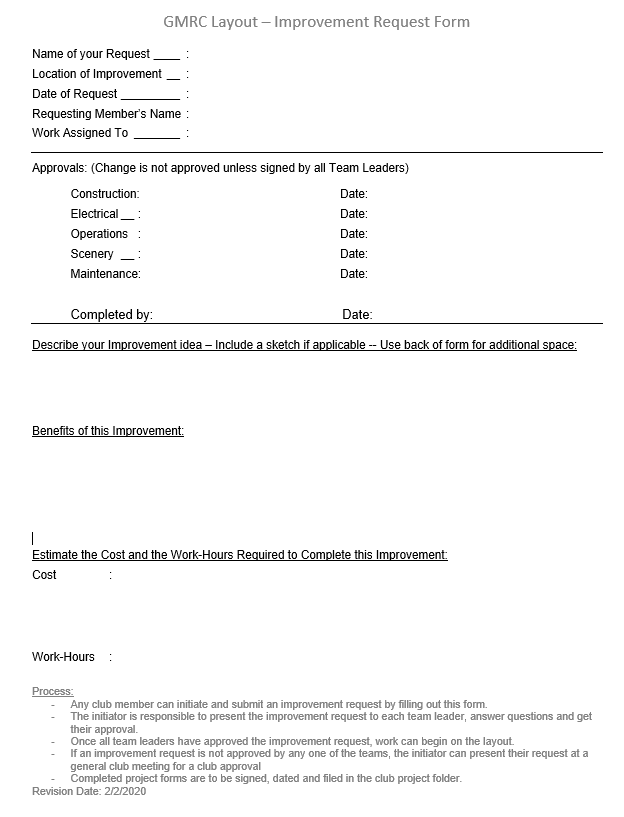 GMRC Layout – Improvement Request Form
Name of your Request ____ :
Location of Improvement __ :
Date of Request _________ :
Requesting Member's Name :
Work Assigned To _______ :
Approvals: (Change is not approved unless signed by all Team Leaders)
Construction: Date:
Electrical __ : Date:
Operations : Date:
Scenery __ : Date:
Maintenance: Date:
Completed by: Date:
Describe your Improvement idea – Include a sketch if applicable -- Use back of form for additional space:
Benefits of this Improvement:
Estimate the Cost and the Work-Hours Required to Complete this Improvement:
Cost :
Work-Hours :
Process:
- Any club member can initiate and submit an improvement request by filling out this form.
- The initiator is responsible to present the improvement request to each team leader, answer questions and get
their approval.
- Once all team leaders have approved the improvement request, work can begin on the layout.
- If an improvement request is not approved by any one of the teams, the initiator can present their request at a
general club meeting for a club approval
- Completed project forms are to be signed, dated and filed in the club project folder.
Revision Date: 2/2/2020